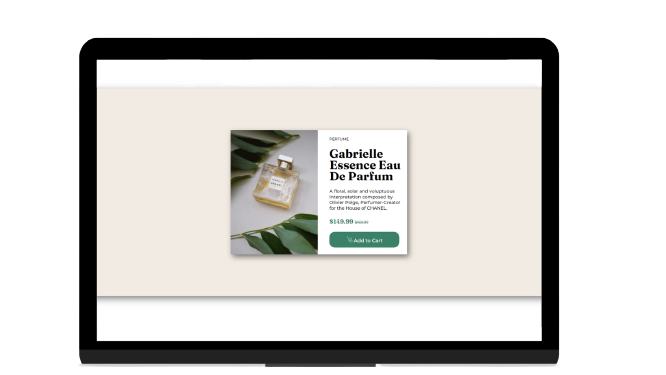 PERFUME
Gabrielle
Essence Eau
De Parfum
A floral, solar and voluptuous
interpretation composed by
Olivier Polge, Perfumer-Creator
for the House of CHANEL.
$149.99
Add to Cart